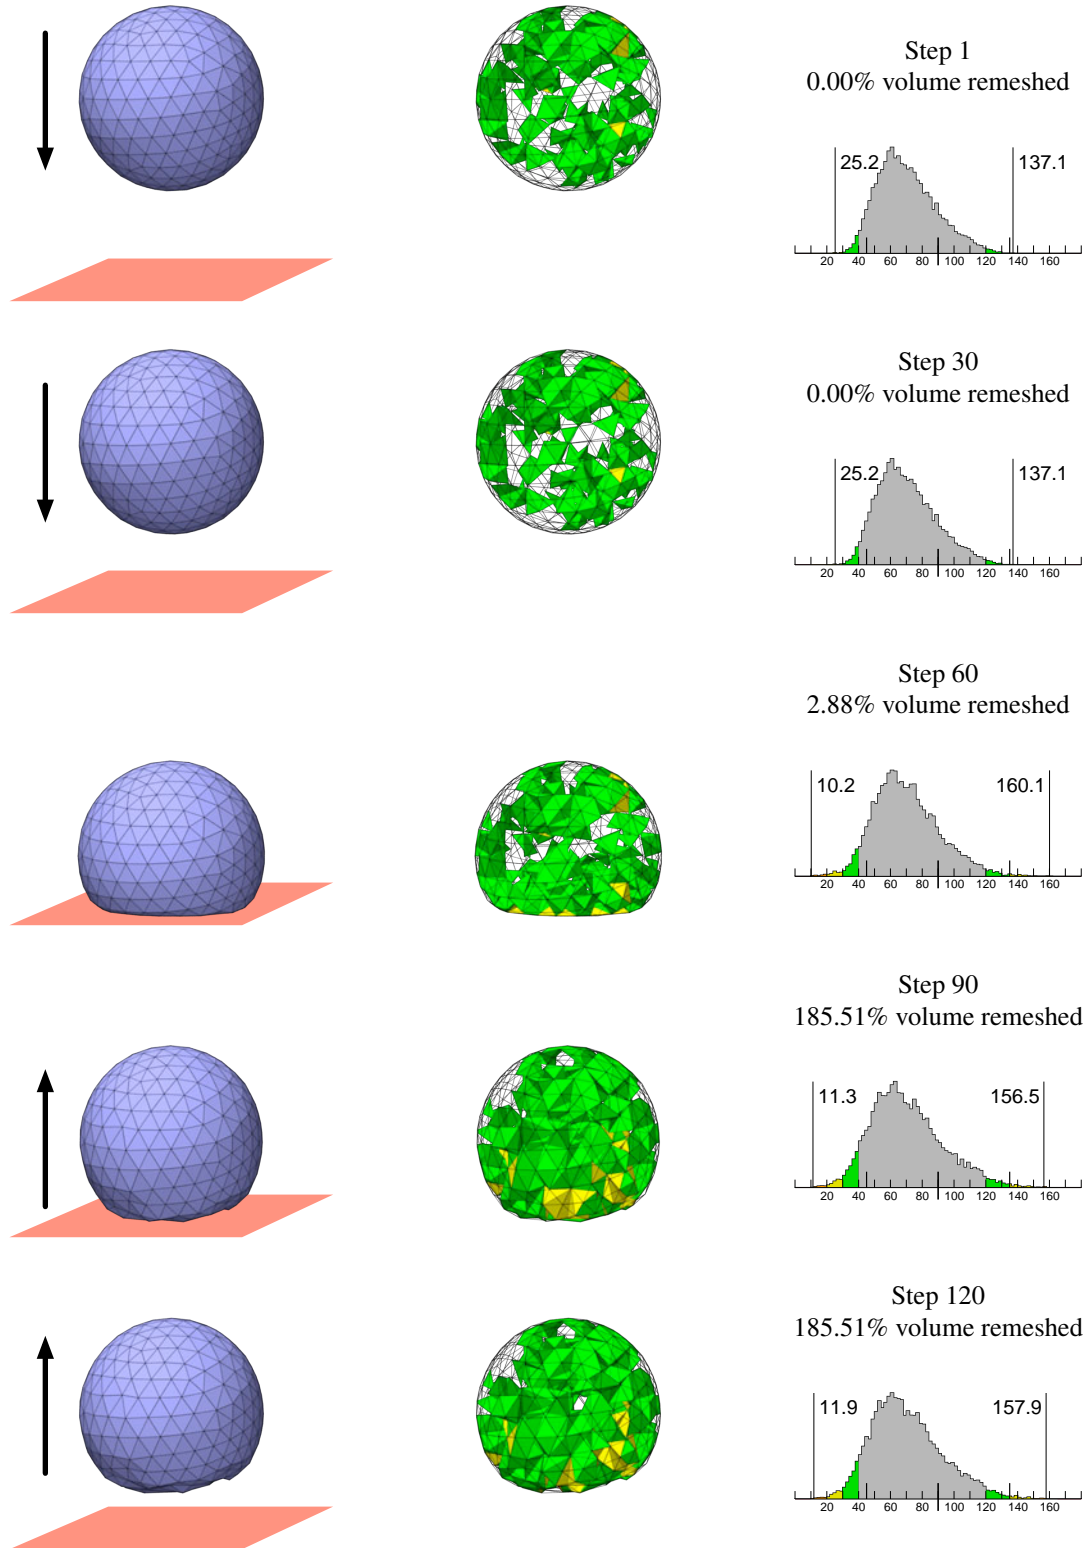 Step 1
0.00% volume remeshed
25.2 137.1
20 40 60 80 100 120 140 160
Step 30
0.00% volume remeshed
25.2 137.1
20 40 60 80 100 120 140 160
Step 60
2.88% volume remeshed
10.2 160.1
20 40 60 80 100 120 140 160
Step 90
185.51% volume remeshed
11.3 156.5
20 40 60 80 100 120 140 160
Step 120
185.51% volume remeshed
11.9 157.9
20 40 60 80 100 120 140 160